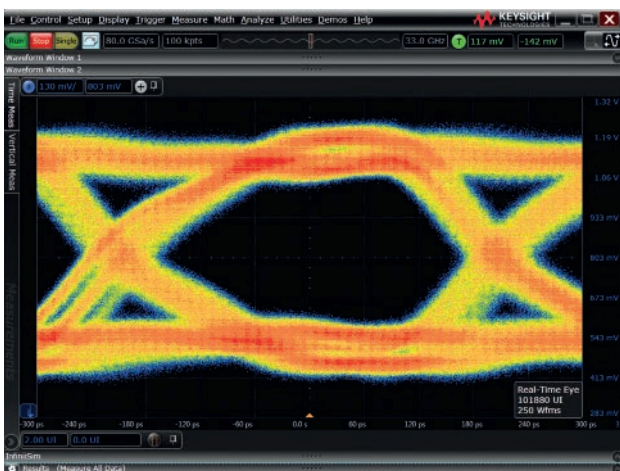 File Control Setup Display Trigger Measure Math Analyze Utilities Demos Help
KEYSIGHT
TECHNOLOGIES
Run Stop Single 80.0 GSa/s 100 kpts 33.0 GHz T 117 mV -142 mV
Waveform Window 1
Waveform Window 2
130 mV/ 803 mV
Time Meas
Vertical Meas
Measurements
1.32 V
1.19 V
1.06 V
933 mV
803 mV
673 mV
543 mV
413 mV
283 mV
Real-Time Eye
101880 UI
250 Wfms
-300 ps -240 ps -180 ps -120 ps -60 ps 0.0 s 60 ps 120 ps 180 ps 240 ps 300 ps
2.00 UI 0.0 UI
InfiniiSim
Results (Measure All Data)